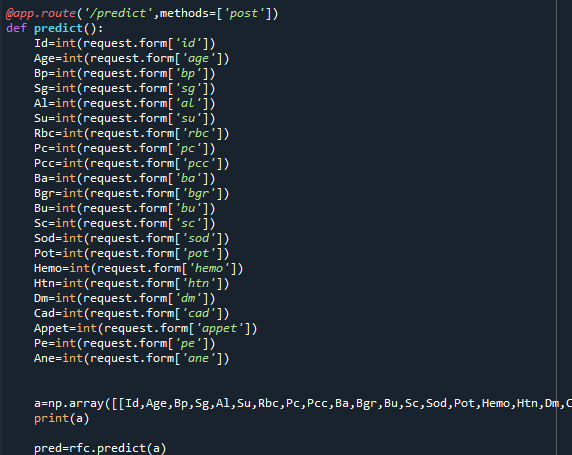 @app.route('/predict',methods=['post'])
def predict():
    Id=int(request.form['id'])
    Age=int(request.form['age'])
    Bp=int(request.form['bp'])
    Sg=int(request.form['sg'])
    Al=int(request.form['al'])
    Su=int(request.form['su'])
    Rbc=int(request.form['rbc'])
    Pc=int(request.form['pc'])
    Pcc=int(request.form['pcc'])
    Ba=int(request.form['ba'])
    Bgr=int(request.form['bgr'])
    Bu=int(request.form['bu'])
    Sc=int(request.form['sc'])
    Sod=int(request.form['sod'])
    Pot=int(request.form['pot'])
    Hemo=int(request.form['hemo'])
    Htn=int(request.form['htn'])
    Dm=int(request.form['dm'])
    Cad=int(request.form['cad'])
    Appet=int(request.form['appet'])
    Pe=int(request.form['pe'])
    Ane=int(request.form['ane'])
    a=np.array([[Id,Age,Bp,Sg,Al,Su,Rbc,Pc,Pcc,Ba,Bgr,Bu,Sc,Sod,Pot,Hemo,Htn,Dm,
    print(a)
    pred=rfc.predict(a)